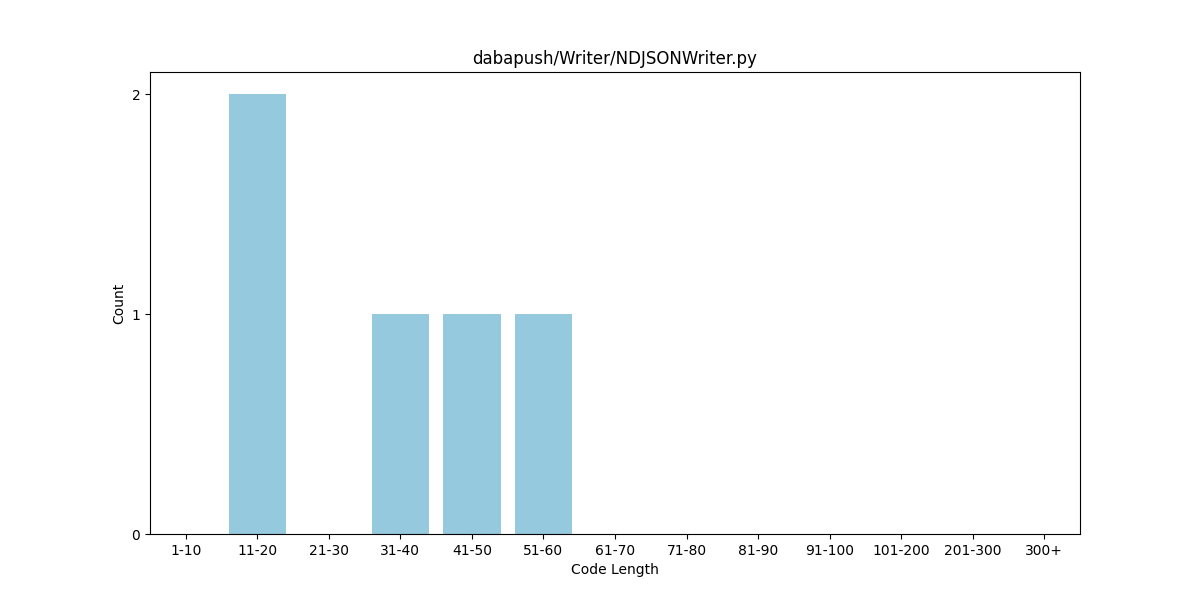 dabapush/Writer/NDJSONWriter.py
2
1
0
Count
1-10 11-20 21-30 31-40 41-50 51-60 61-70 71-80 81-90 91-100 101-200 201-300 300+
Code Length